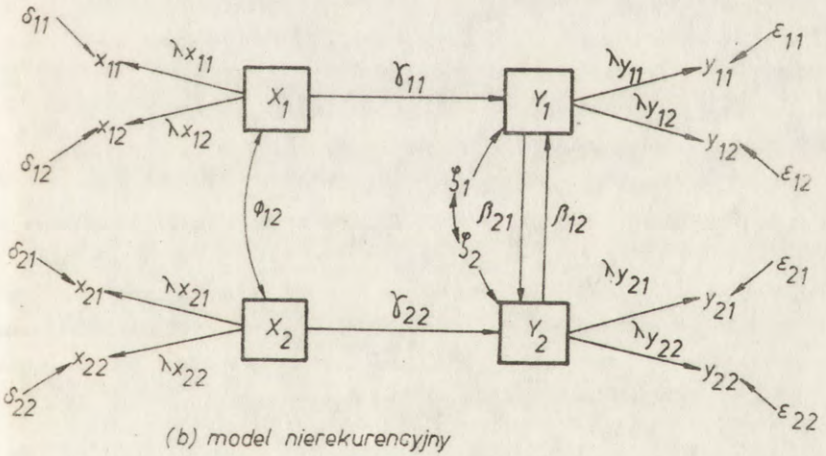 δ11
x11
λx11
X1
γ11
Y1
λy11
y11
ε11
x12
λx12
λy12
y12
δ12
ε12
φ12
ζ1
ζ2
β21
β12
δ21
x21
λx21
X2
γ22
Y2
λy21
y21
ε21
x22
λx22
λy22
y22
δ22
ε22
(b) model nierekurencyjny